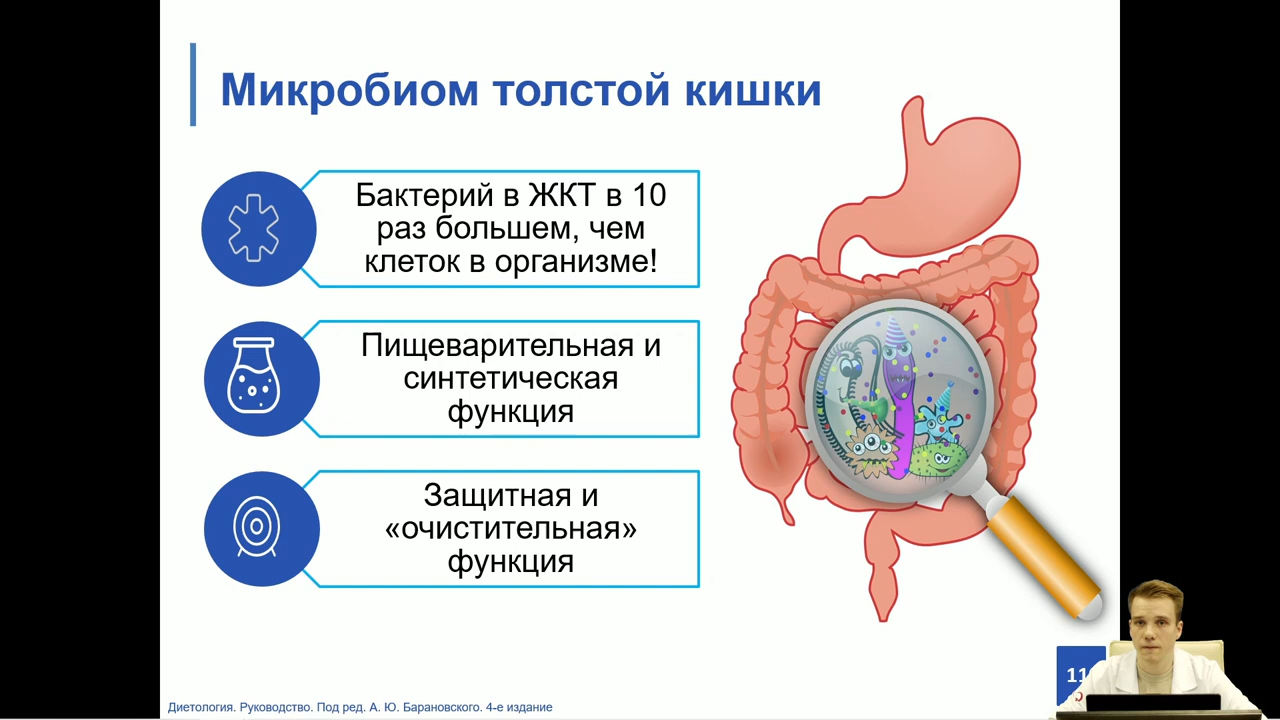 Микробиом толстой кишки
Бактерий в ЖКТ в 10
раз большем, чем
клеток в организме!
Пищеварительная и
синтетическая
функция
Защитная и
«очистительная»
функция
Диетология. Руководство. Под ред. А. Ю. Барановского. 4-е издание